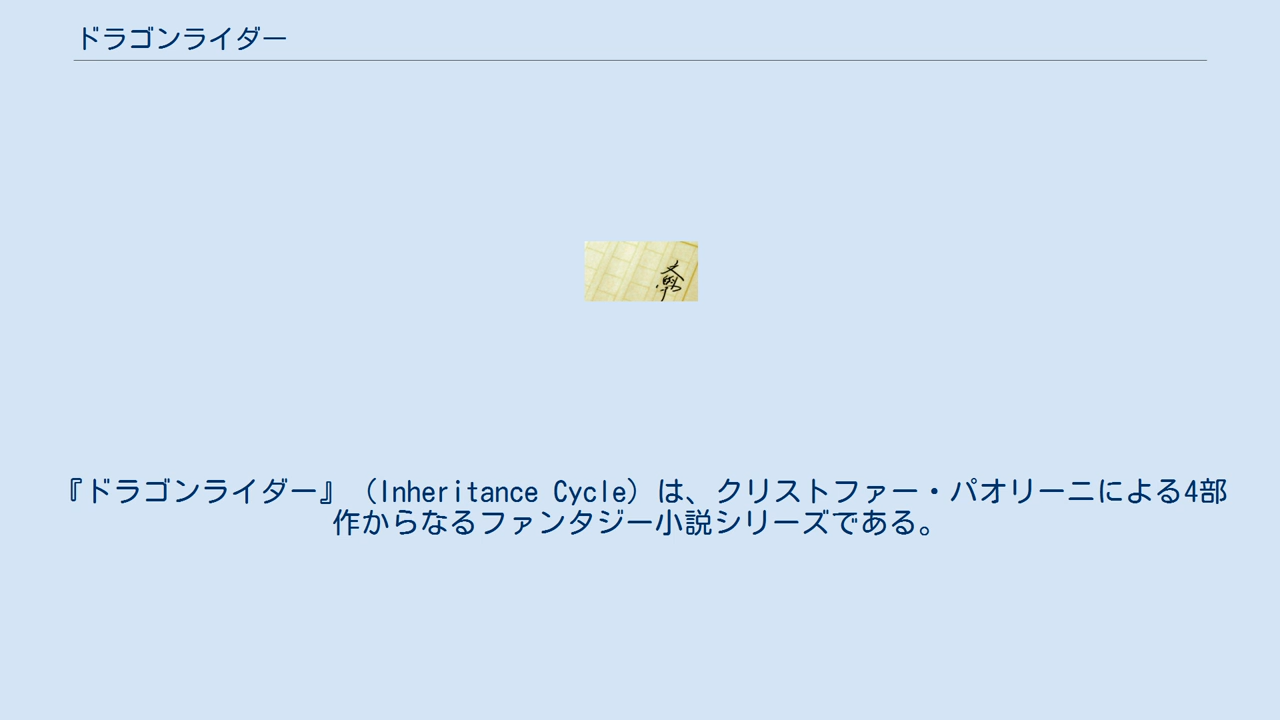 ドラゴンライダー
『ドラゴンライダー』（Inheritance Cycle）は、クリストファー・パオリーニによる4部
作からなるファンタジー小説シリーズである。